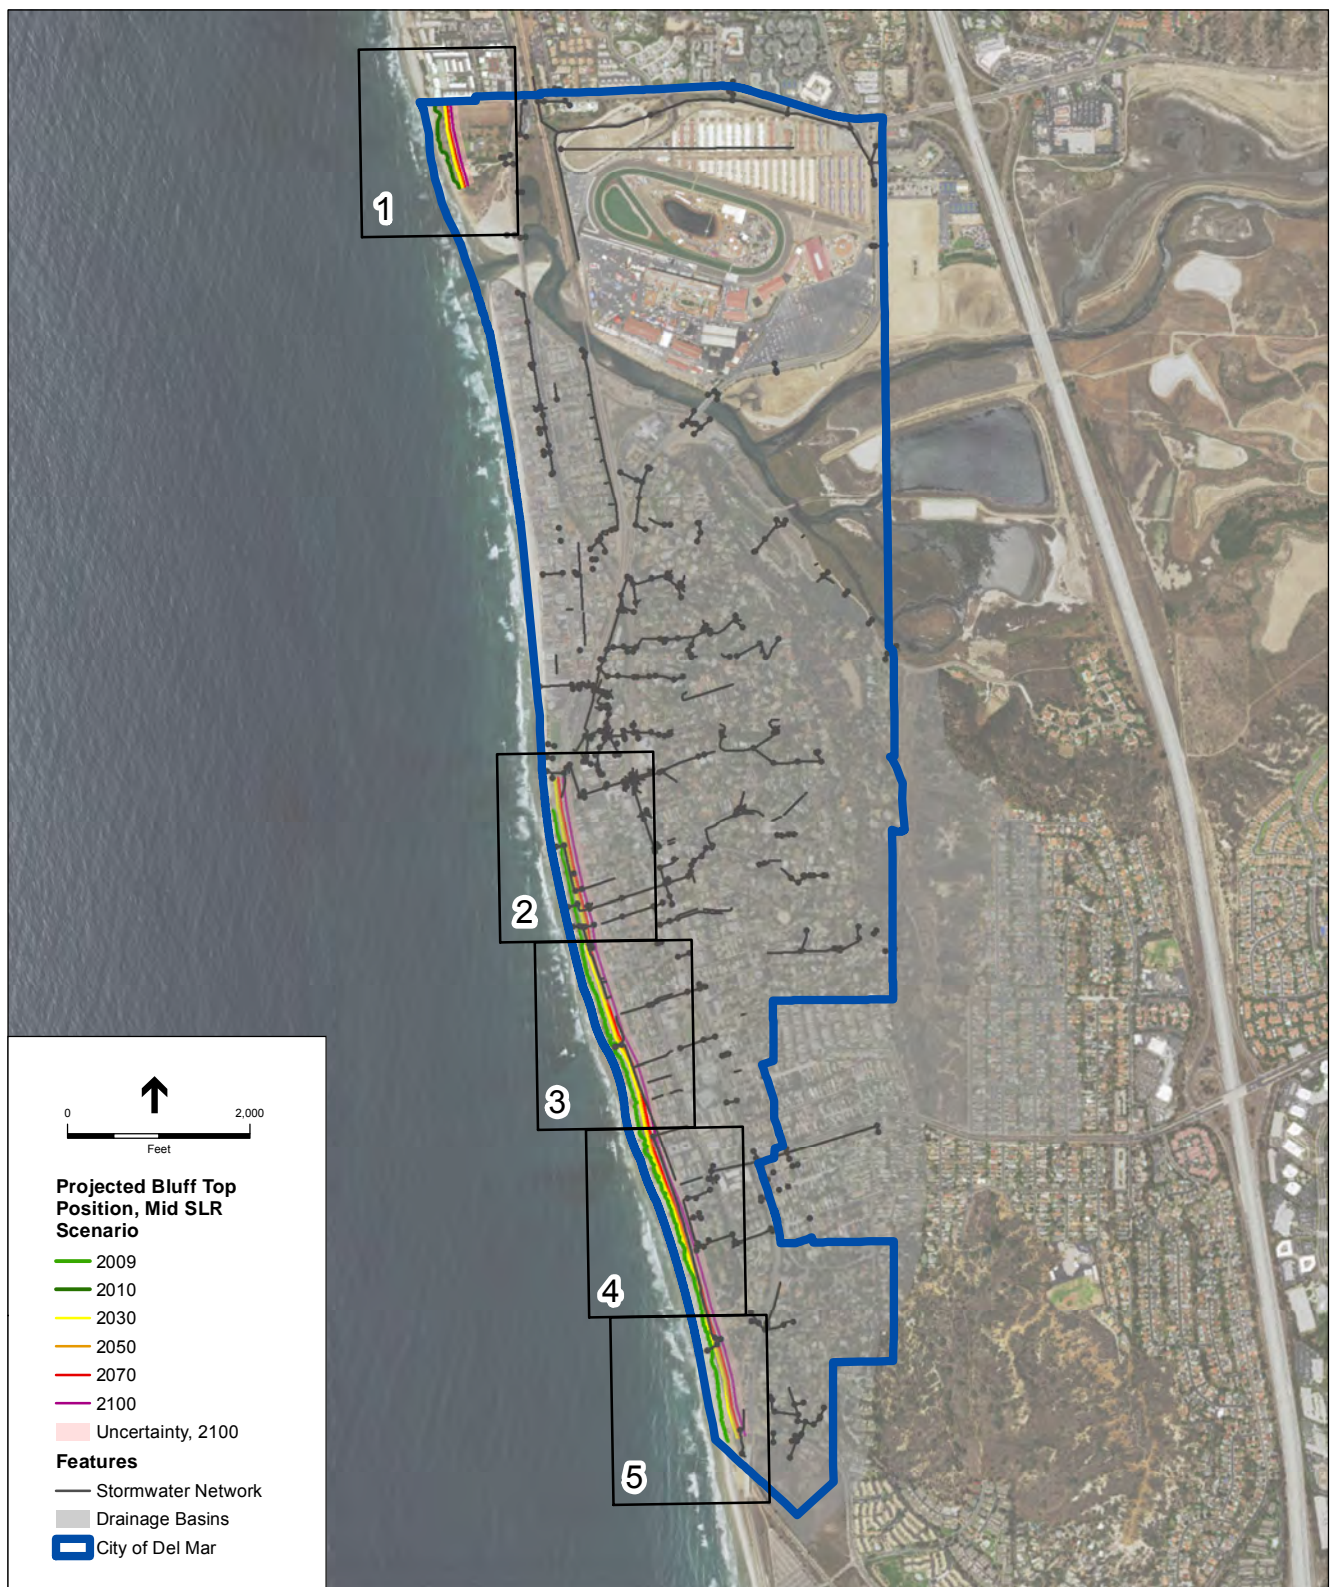 1
2
3
4
5
0 2,000
Feet
Projected Bluff Top
Position, Mid SLR
Scenario
2009
2010
2030
2050
2070
2100
Uncertainty, 2100
Features
Stormwater Network
Drainage Basins
City of Del Mar